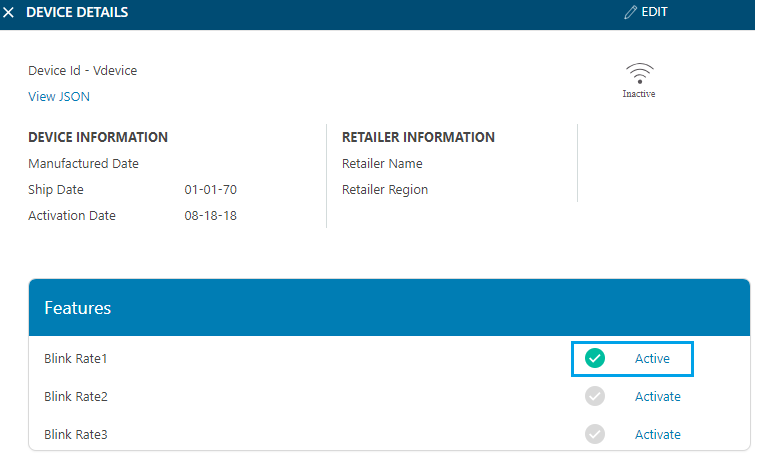 DEVICE DETAILS
EDIT
Device Id - Vdevice
View JSON
Inactive
DEVICE INFORMATION
Manufactured Date
Ship Date 01-01-70
Activation Date 08-18-18
RETAILER INFORMATION
Retailer Name
Retailer Region
Features
Blink Rate1 Active
Blink Rate2 Activate
Blink Rate3 Activate